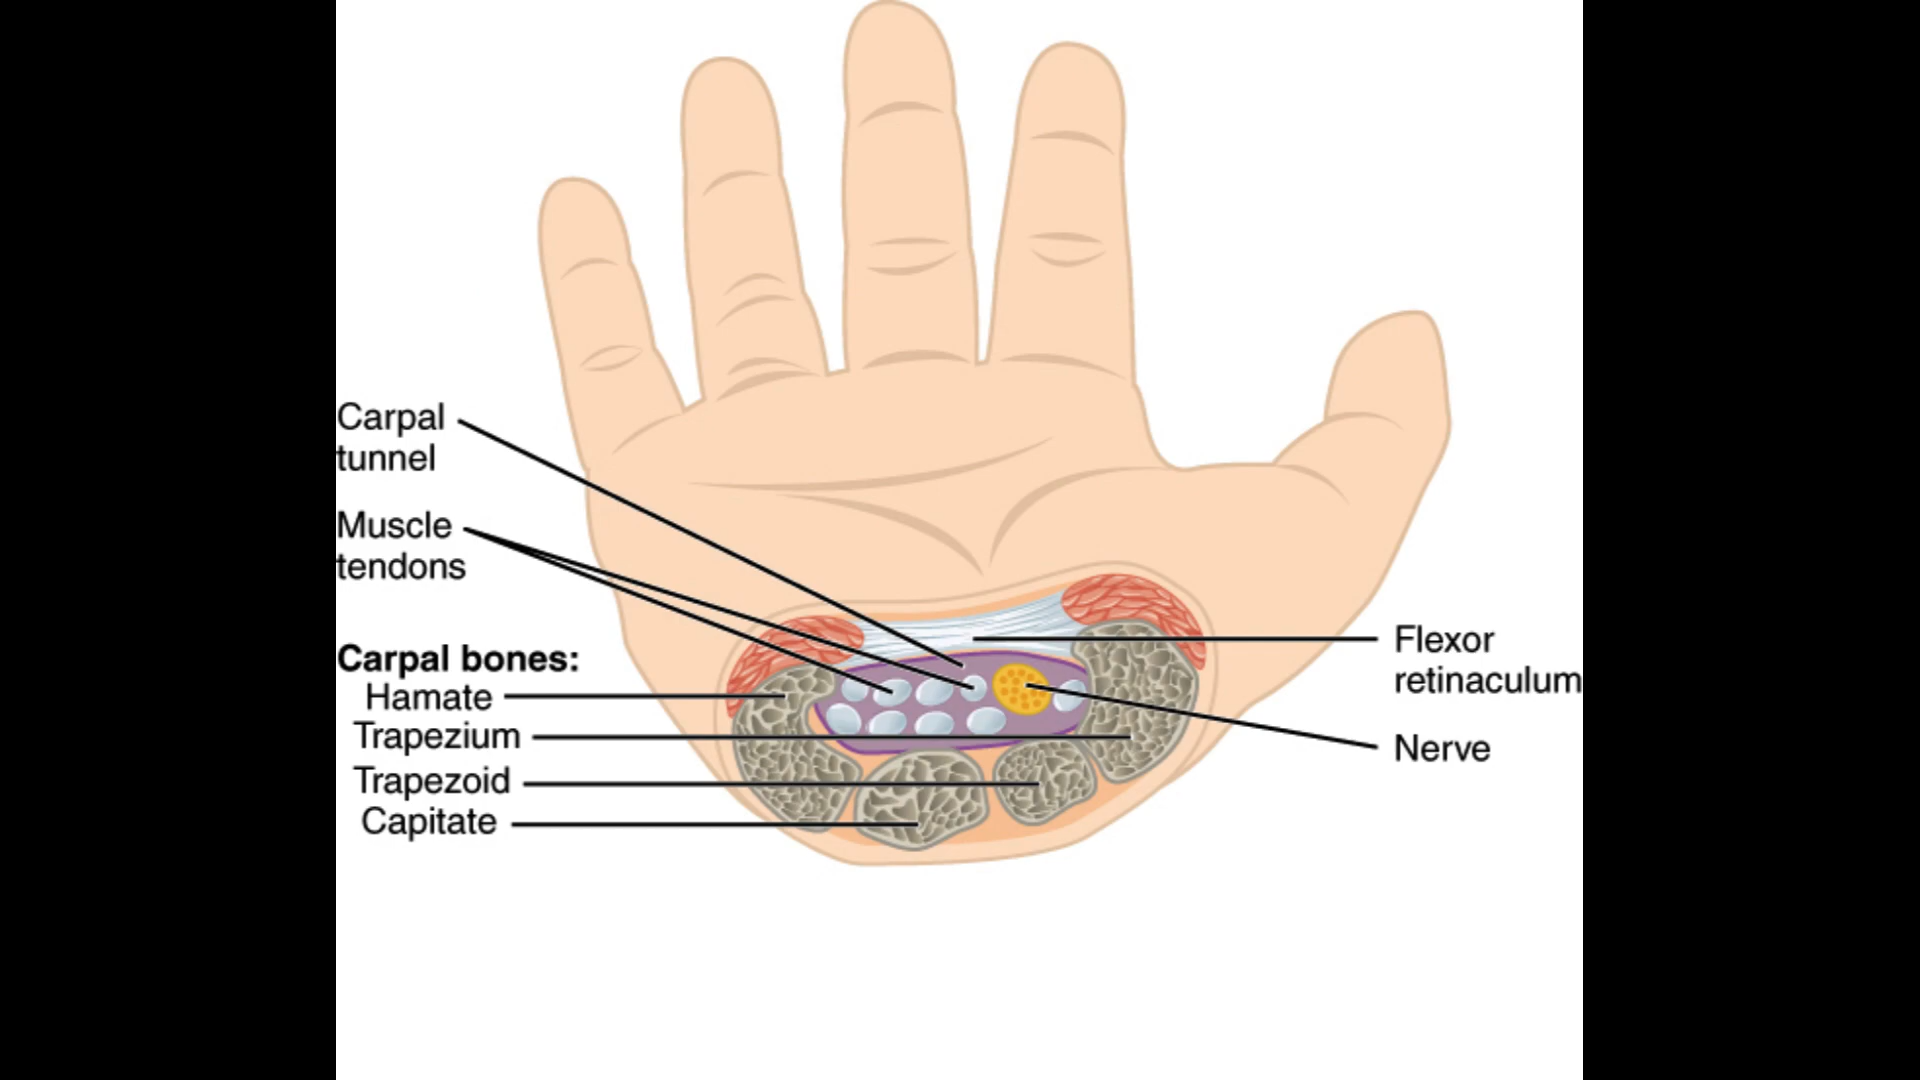 Carpal
tunnel
Muscle
tendons
Carpal bones:
Hamate
Trapezium
Trapezoid
Capitate
Flexor
retinaculum
Nerve